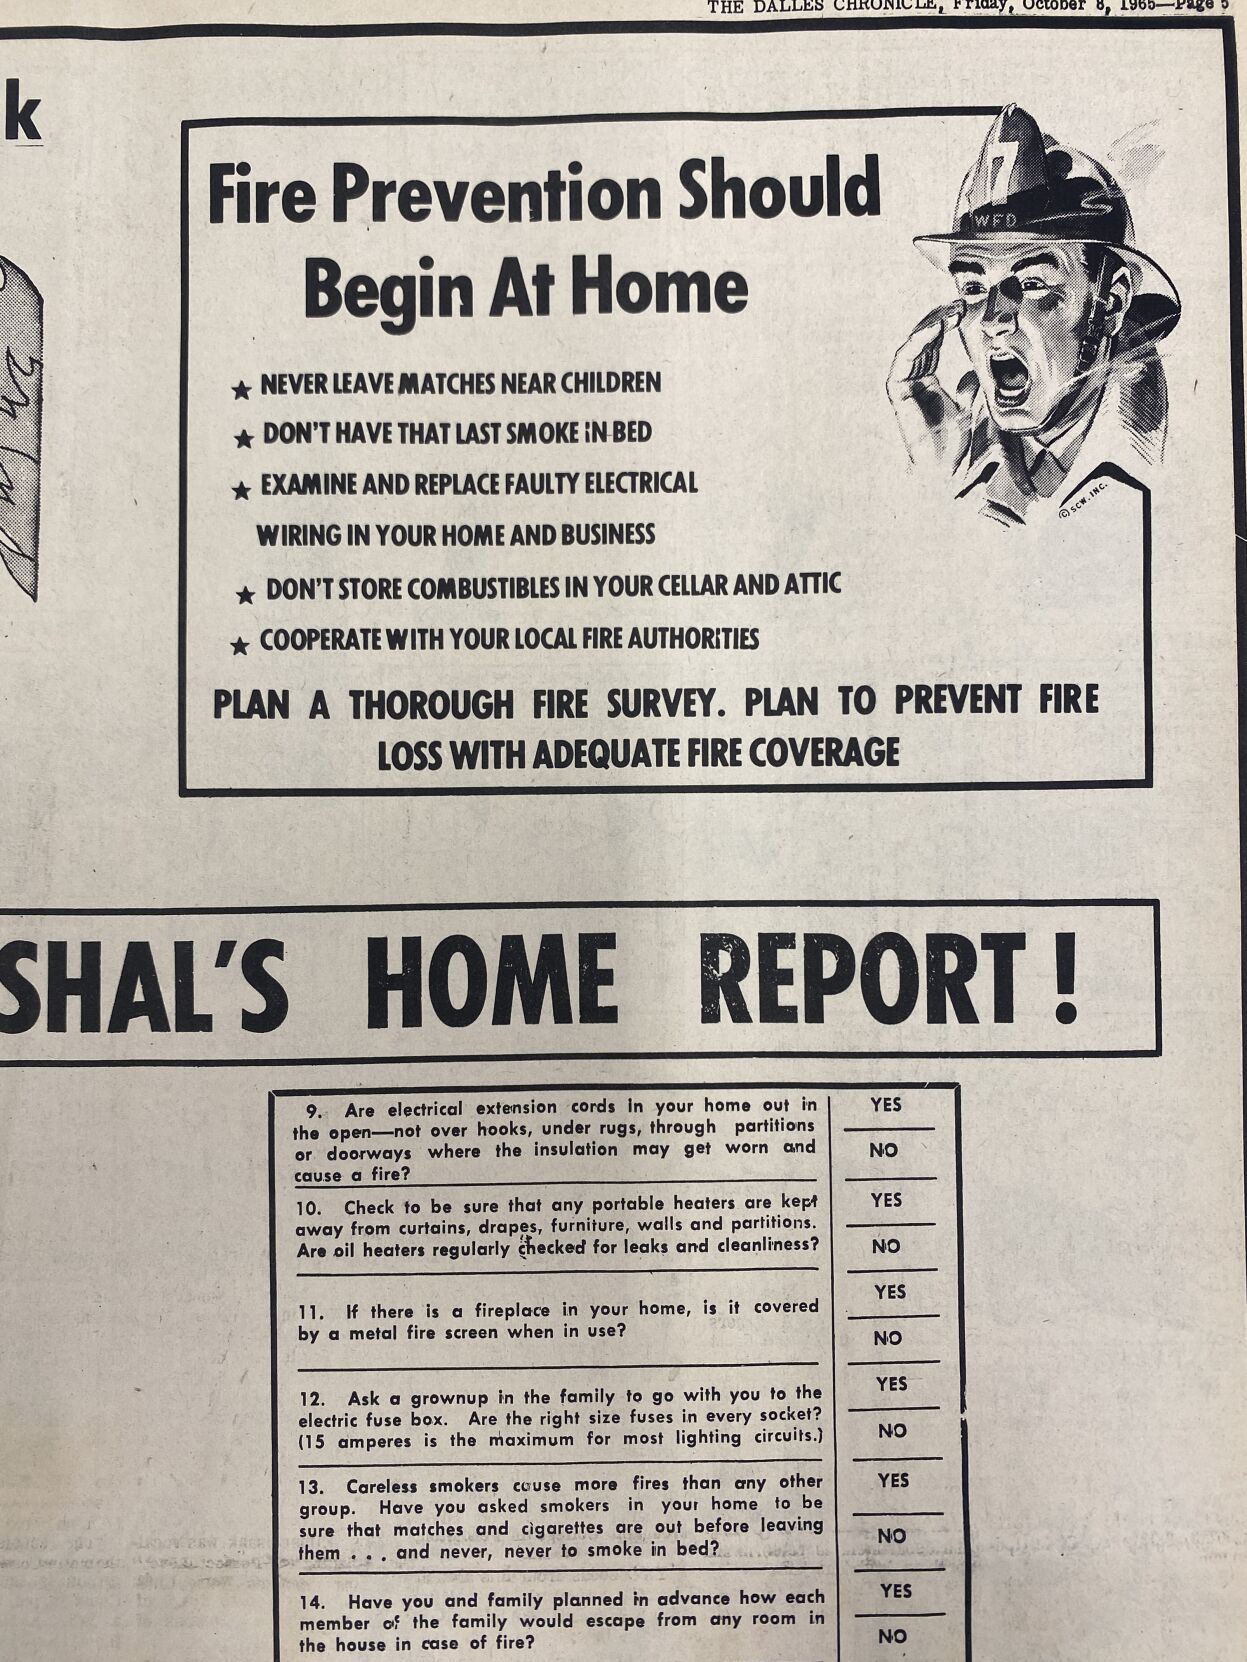 THE DALLES CHRONICLE, Friday, October 8, 1965—Page 5
k
Fire Prevention Should
Begin At Home
7
WFD
★ NEVER LEAVE MATCHES NEAR CHILDREN
★ DON'T HAVE THAT LAST SMOKE IN BED
★ EXAMINE AND REPLACE FAULTY ELECTRICAL
WIRING IN YOUR HOME AND BUSINESS
★ DON'T STORE COMBUSTIBLES IN YOUR CELLAR AND ATTIC
★ COOPERATE WITH YOUR LOCAL FIRE AUTHORITIES
© SCW. INC.
PLAN A THOROUGH FIRE SURVEY. PLAN TO PREVENT FIRE
LOSS WITH ADEQUATE FIRE COVERAGE
SHAL'S HOME REPORT!
9. Are electrical extension cords in your home out in
the open—not over hooks, under rugs, through partitions
or doorways where the insulation may get worn and
cause a fire?
YES
NO
10. Check to be sure that any portable heaters are kept
away from curtains, drapes, furniture, walls and partitions.
Are oil heaters regularly checked for leaks and cleanliness?
YES
NO
11. If there is a fireplace in your home, is it covered
by a metal fire screen when in use?
YES
NO
12. Ask a grownup in the family to go with you to the
electric fuse box. Are the right size fuses in every socket?
(15 amperes is the maximum for most lighting circuits.)
YES
NO
13. Careless smokers cause more fires than any other
group. Have you asked smokers in your home to be
sure that matches and cigarettes are out before leaving
them . . . and never, never to smoke in bed?
YES
NO
14. Have you and family planned in advance how each
member of the family would escape from any room in
the house in case of fire?
YES
NO